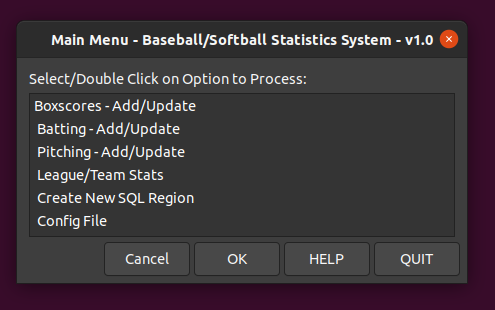 Main Menu - Baseball/Softball Statistics System - v1.0
Select/Double Click on Option to Process:
Boxscores - Add/Update
Batting - Add/Update
Pitching - Add/Update
League/Team Stats
Create New SQL Region
Config File
Cancel OK HELP QUIT